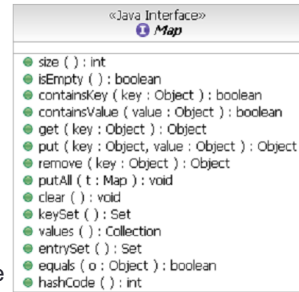 «Java Interface»
I Map
size ( ) : int
isEmpty ( ) : boolean
containsKey ( key : Object ) : boolean
containsValue ( value : Object ) : boolean
get ( key : Object ) : Object
put ( key : Object, value : Object ) : Object
remove ( key : Object ) : Object
putAll ( t : Map ) : void
clear ( ) : void
keySet ( ) : Set
values ( ) : Collection
entrySet ( ) : Set
equals ( o : Object ) : boolean
e
hashCode ( ) : int